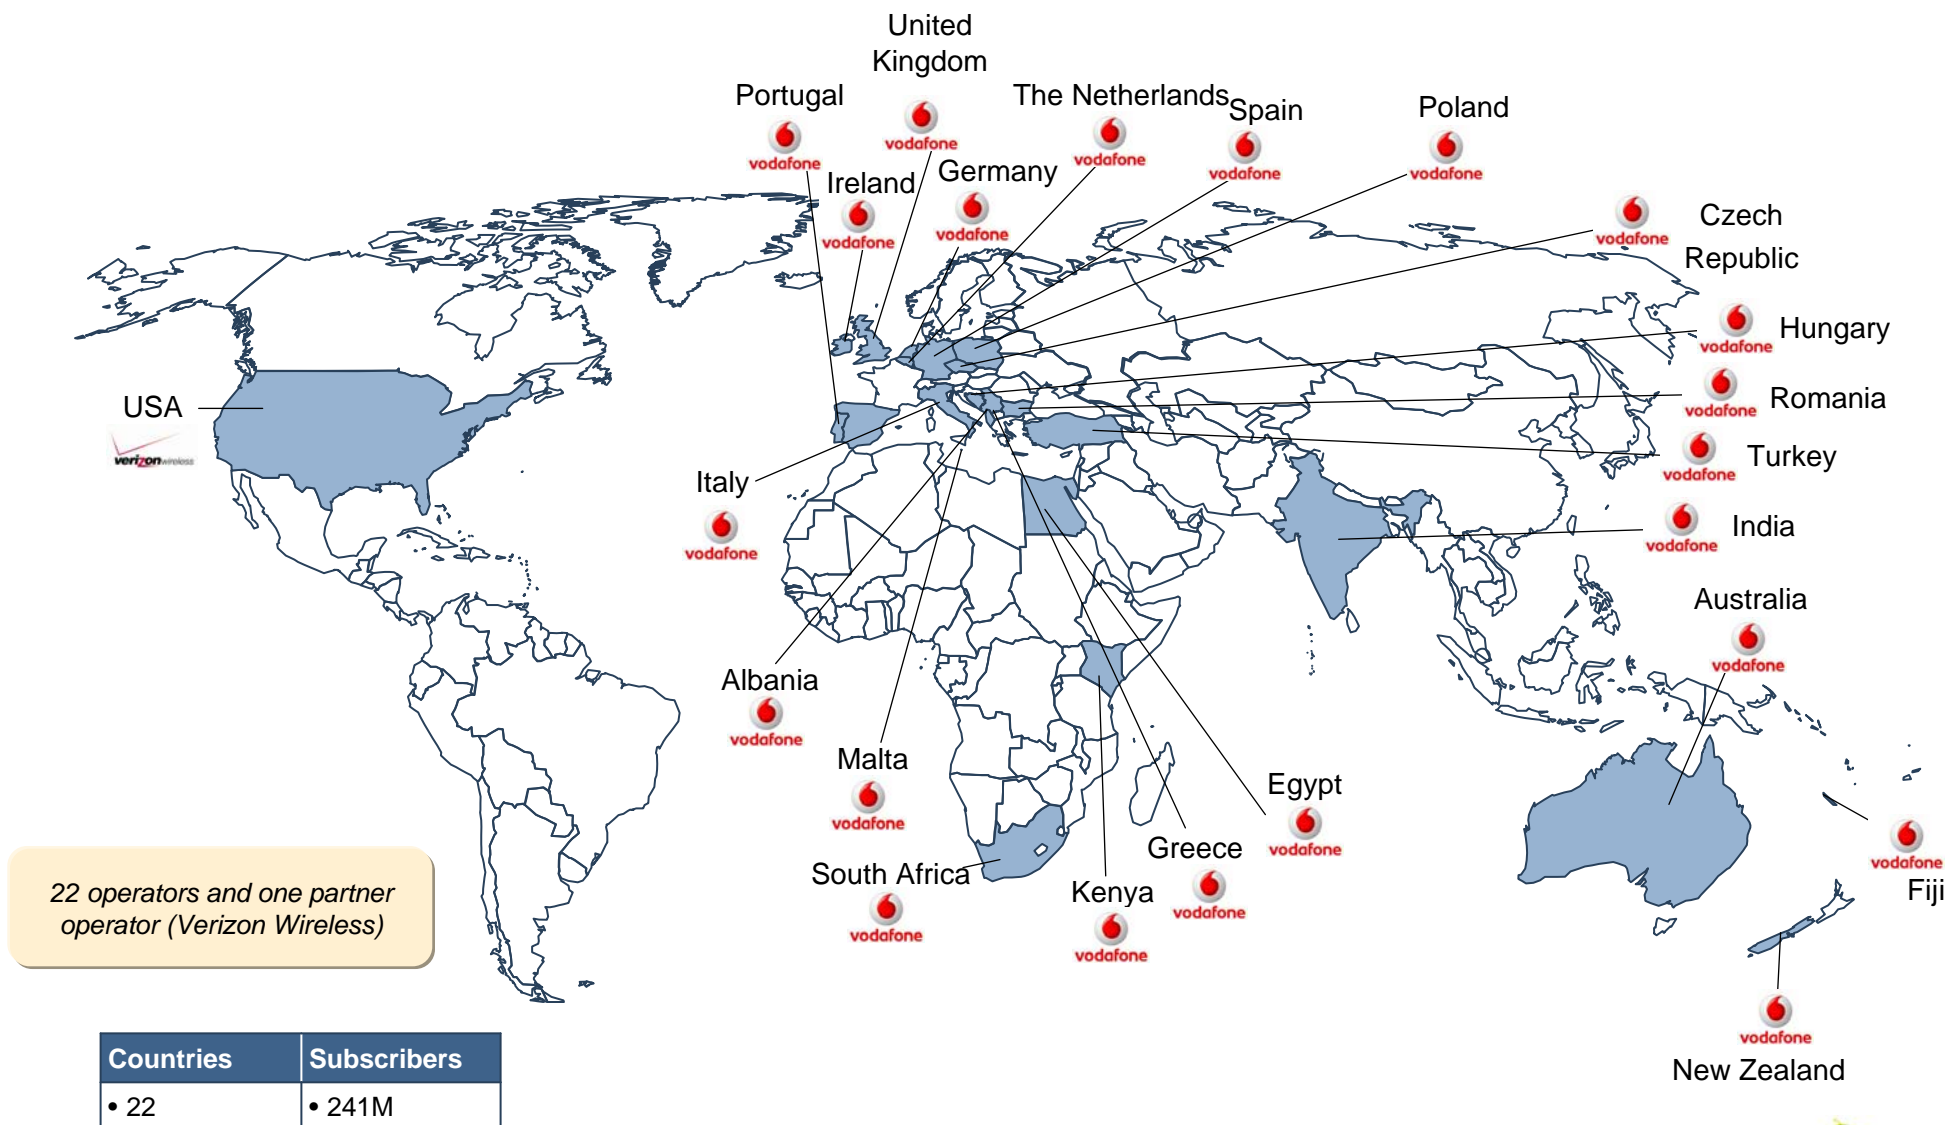 United
Kingdom
Portugal
vodafone
vodafone
The Netherlands
vodafone
Spain
vodafone
Poland
vodafone
Ireland
vodafone
Germany
vodafone
vodafone
Czech
Republic
vodafone
Hungary
vodafone
Romania
vodafone
Turkey
vodafone
India
USA
verizonwireless
Italy
vodafone
Australia
vodafone
Albania
vodafone
Malta
vodafone
Egypt
vodafone
Greece
vodafone
South Africa
vodafone
Kenya
vodafone
vodafone
Fiji
vodafone
New Zealand
22 operators and one partner
operator (Verizon Wireless)
Countries Subscribers
• 22 • 241M